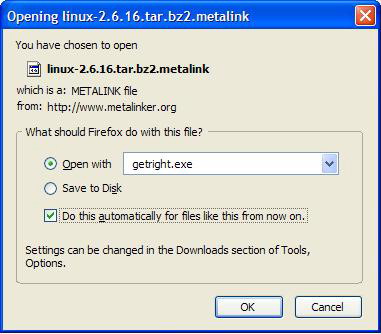 Opening linux-2.6.16.tar.bz2.metalink
You have chosen to open
linux-2.6.16.tar.bz2.metalink
which is a: METALINK file
from: http://www.metalinker.org
What should Firefox do with this file?
Open with getright.exe
Save to Disk
Do this automatically for files like this from now on.
Settings can be changed in the Downloads section of Tools,
Options.
OK Cancel